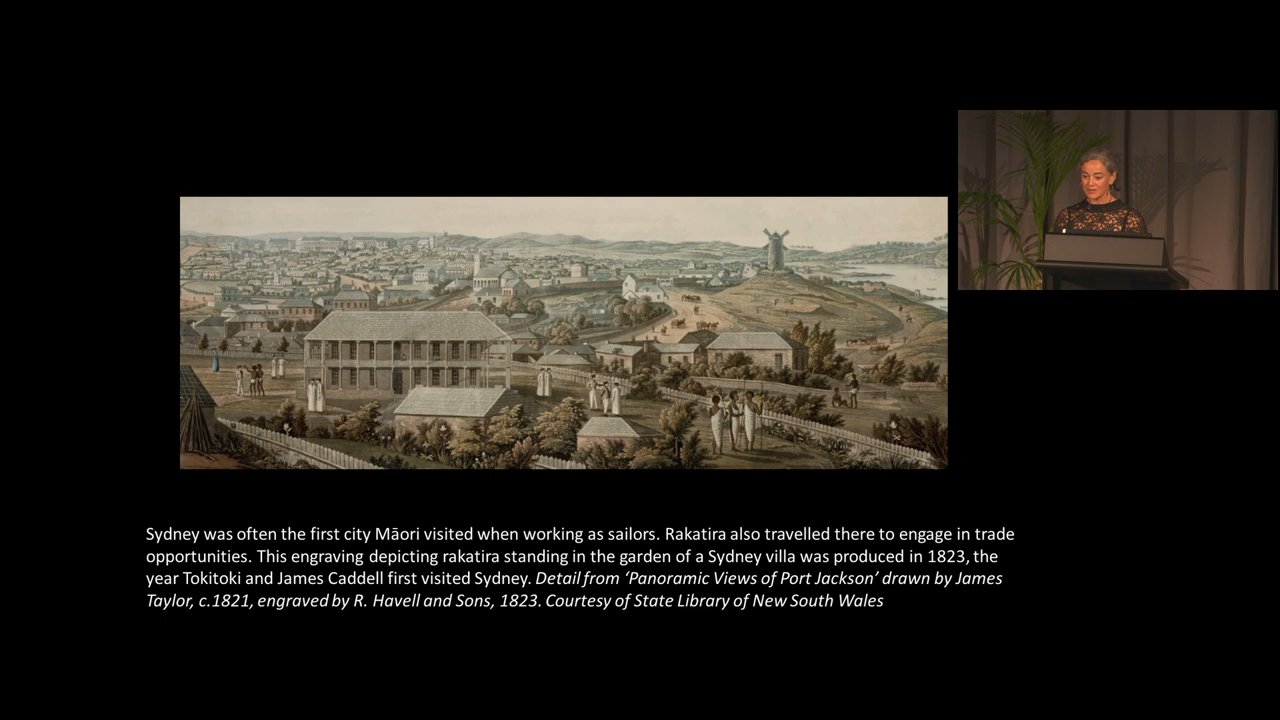 Sydney was often the first city Māori visited when working as sailors. Rakatira also travelled there to engage in trade
opportunities. This engraving depicting rakatira standing in the garden of a Sydney villa was produced in 1823, the
year Tokitoki and James Caddell first visited Sydney. Detail from ‘Panoramic Views of Port Jackson’ drawn by James
Taylor, c.1821, engraved by R. Havell and Sons, 1823. Courtesy of State Library of New South Wales